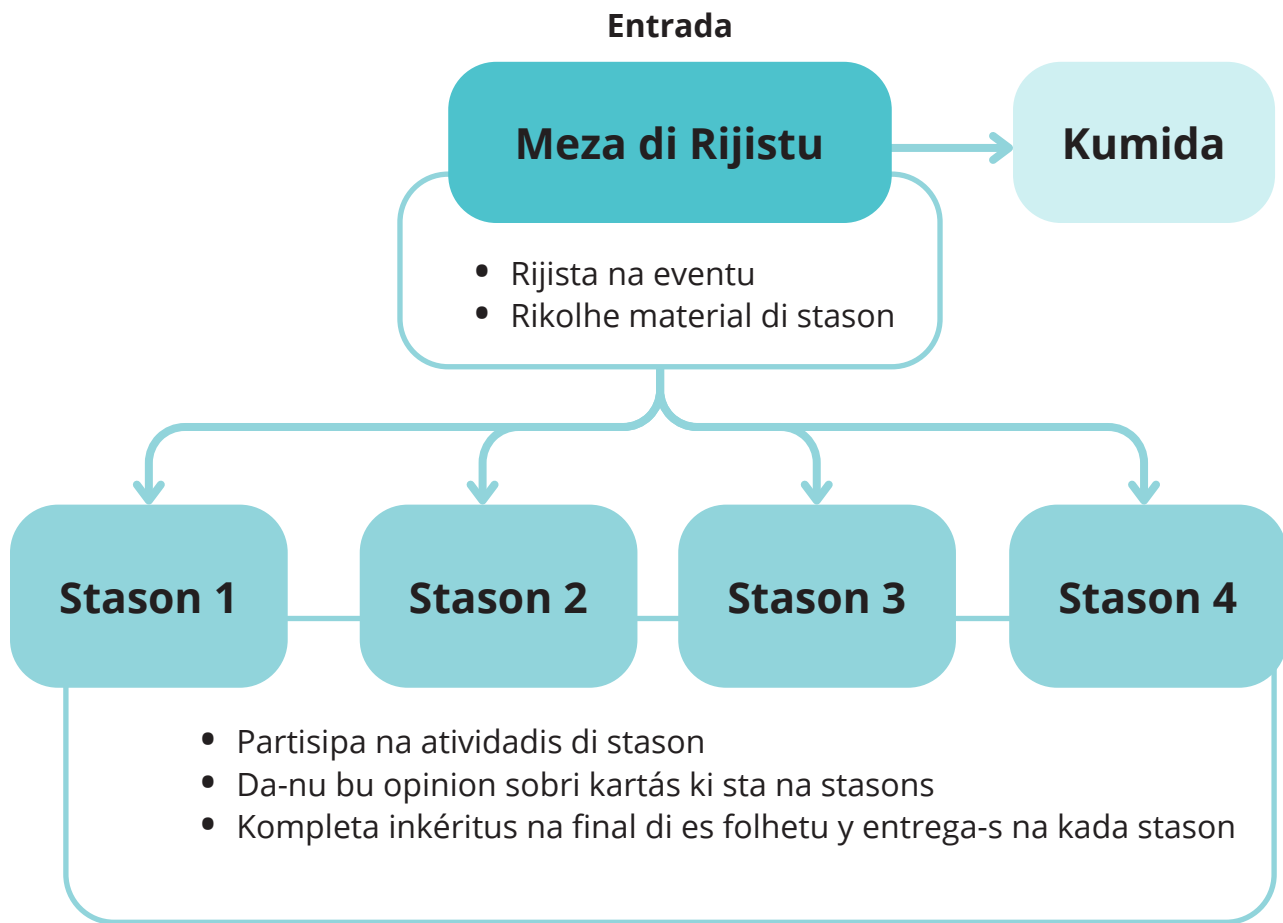 Entrada
Meza di Rijistu
Kumida
• Rijista na eventu
• Rikolhe material di stason
Stason 1
Stason 2
Stason 3
Stason 4
• Partisipa na atividadis di stason
• Da-nu bu opinion sobri kartás ki sta na stasons
• Kompleta inkéritus na final di es folhetu y entrega-s na kada stason